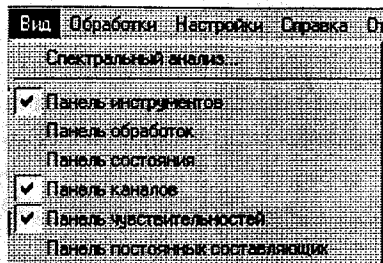 Вид Обработки Настройки Справка От
Спектральный анализ...
Панель инструментов
Панель обработок
Панель состояния
Панель каналов
Панель чувствительностей
Панель постоянных составляющих